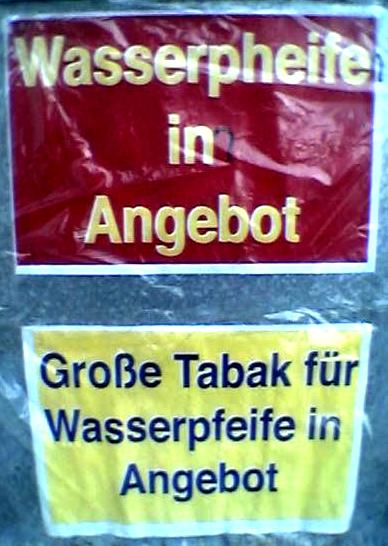 Wasserpheife
in
Angebot
Große Tabak für
Wasserpfeife in
Angebot